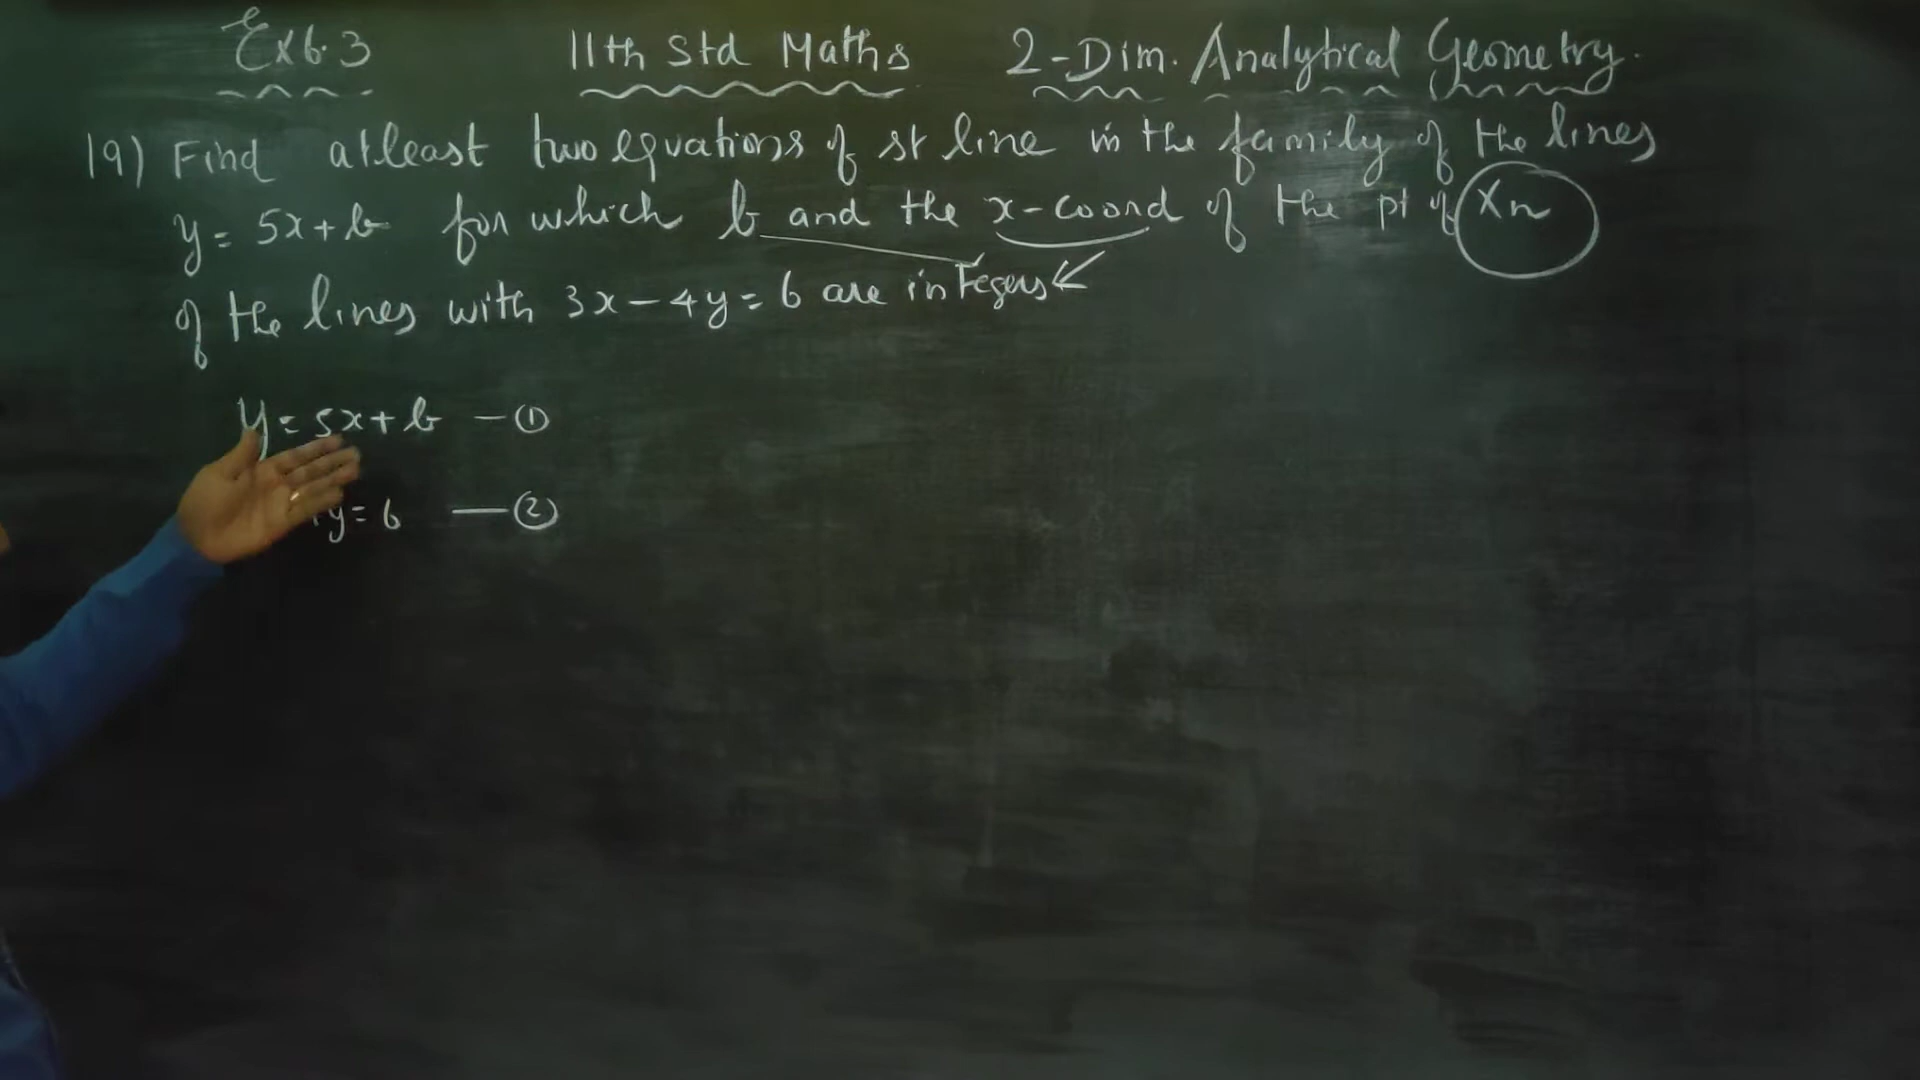 Ex 6.3 11th Std Maths 2-Dim. Analytical Geometry.
19) Find atleast two equations of st line in the family of the lines
y = 5x + b for which b and the x-coord of the pt of Xn
of the lines with 3x - 4y = 6 are integers
y = 5x + b - ①
y = 6 - ②